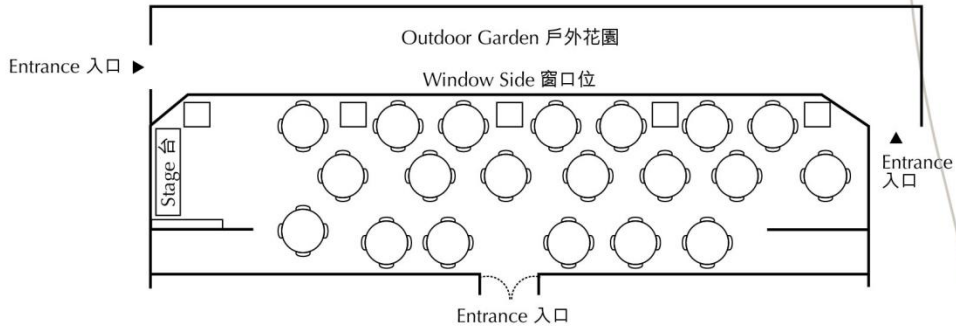 Outdoor Garden 戶外花園
Entrance 入口
Window Side 窗口位
Stage 台
Entrance
入口
Entrance 入口